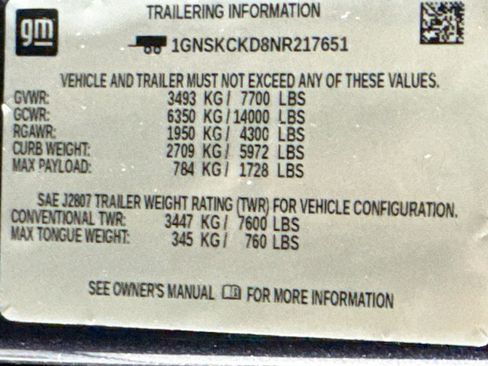 gm
TRAILERING INFORMATION
1GNSKCKD8NR217651
VEHICLE AND TRAILER MUST NOT EXCEED ANY OF THESE VALUES.
GVWR: 3493 KG / 7700 LBS
GCWR: 6350 KG / 14000 LBS
RGAWR: 1950 KG / 4300 LBS
CURB WEIGHT: 2709 KG / 5972 LBS
MAX PAYLOAD: 784 KG / 1728 LBS
SAE J2807 TRAILER WEIGHT RATING (TWR) FOR VEHICLE CONFIGURATION.
CONVENTIONAL TWR: 3447 KG / 7600 LBS
MAX TONGUE WEIGHT: 345 KG / 760 LBS
SEE OWNER'S MANUAL FOR MORE INFORMATION